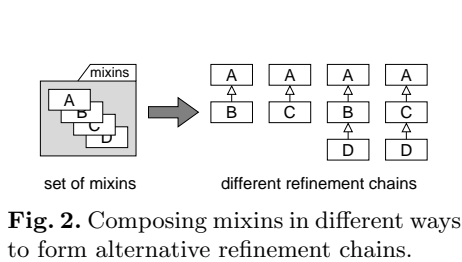 mixins
A
B
C
D
A A A A
B C B C
D D
set of mixins
different refinement chains
Fig. 2. Composing mixins in different ways
to form alternative refinement chains.